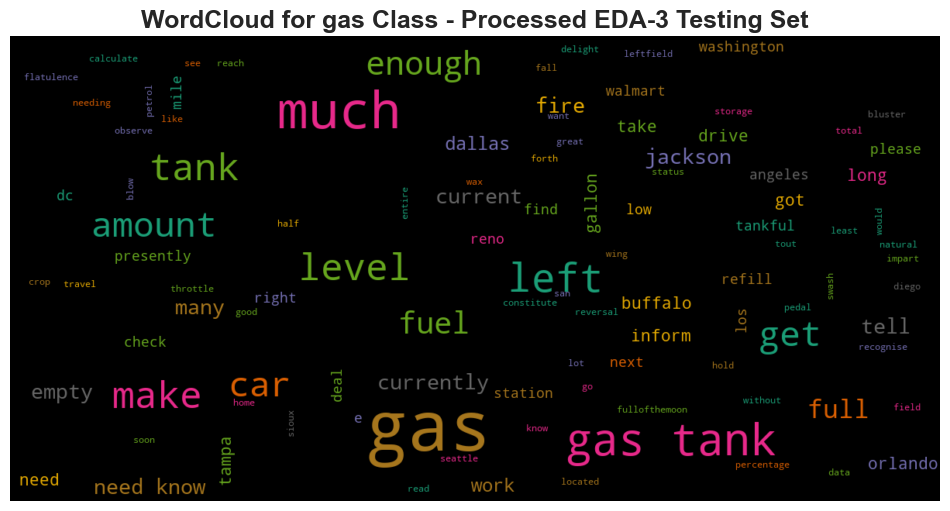 WordCloud for gas Class - Processed EDA-3 Testing Set
washington
delight
leftfield
calculate
enough
see
reach
fall
flatulence
mile
petrol
walmart
needing
much
fire
storage
bluster
like
want
take
drive
total
observe
dallas
great
please
tank
forth
jackson
status
angeles
long
wax
blow
dc
current
entire
gallon
find
low
got
amount
half
tankful
least
would
reno
tout
natural
presently
level
wing
impart
crop
travel
throttle
right
left
san
refill
swash
diego
many
good
constitute
reversal
buffalo
pedal
fuel
inform
los
get
tell
check
recognise
lot
next
hold
empty
make
car
deal
currently
station
go
home
without
full
sioux
e
gas
fullofthemoon
field
know
gas tank
soon
tampa
seattle
percentage
orlando
need
need know
read
work
located
data